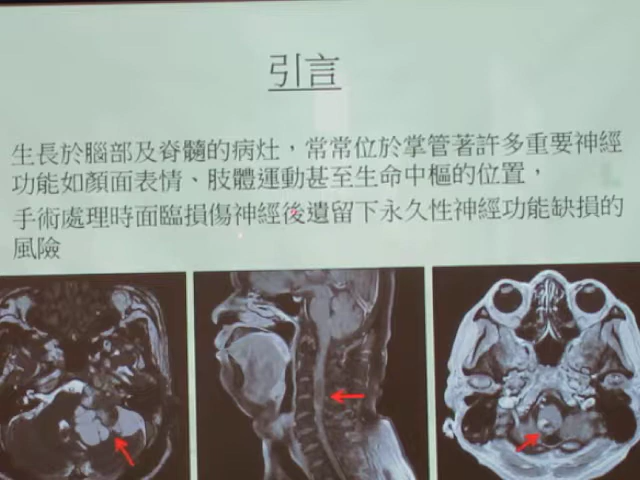 引言
生長於腦部及脊髓的病灶，常常位於掌管著許多重要神經
功能如顏面表情、肢體運動甚至生命中樞的位置，
手術處理時面臨損傷神經後遺留下永久性神經功能缺損的
風險